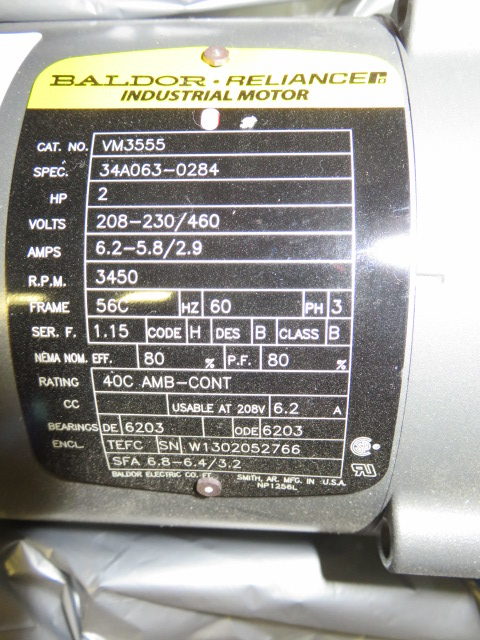 BALDOR • RELIANCE
INDUSTRIAL MOTOR
CAT. NO. VM3555
SPEC. 34A063-0284
HP 2
VOLTS 208-230/460
AMPS 6.2-5.8/2.9
R.P.M. 3450
FRAME 56C HZ 60 PH 3
SER. F. 1.15 CODE H DES B CLASS B
NEMA NOM. EFF. 80 % P.F. 80 %
RATING 40C AMB-CONT
CC USABLE AT 208V 6.2 A
BEARINGS DE 6203 ODE 6203
ENCL. TEFC SN W1302052766
SFA 6.8-6.4/3.2
BALDOR ELECTRIC CO. SMITH, AR. MFG. IN U.S.A.
NP1256L